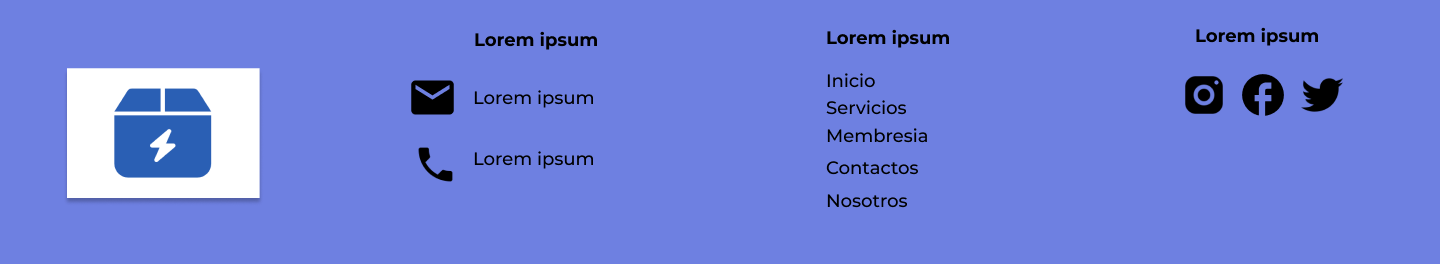 Lorem ipsum
Lorem ipsum
Lorem ipsum
Lorem ipsum
Inicio
Servicios
Membresia
Contactos
Nosotros
Lorem ipsum